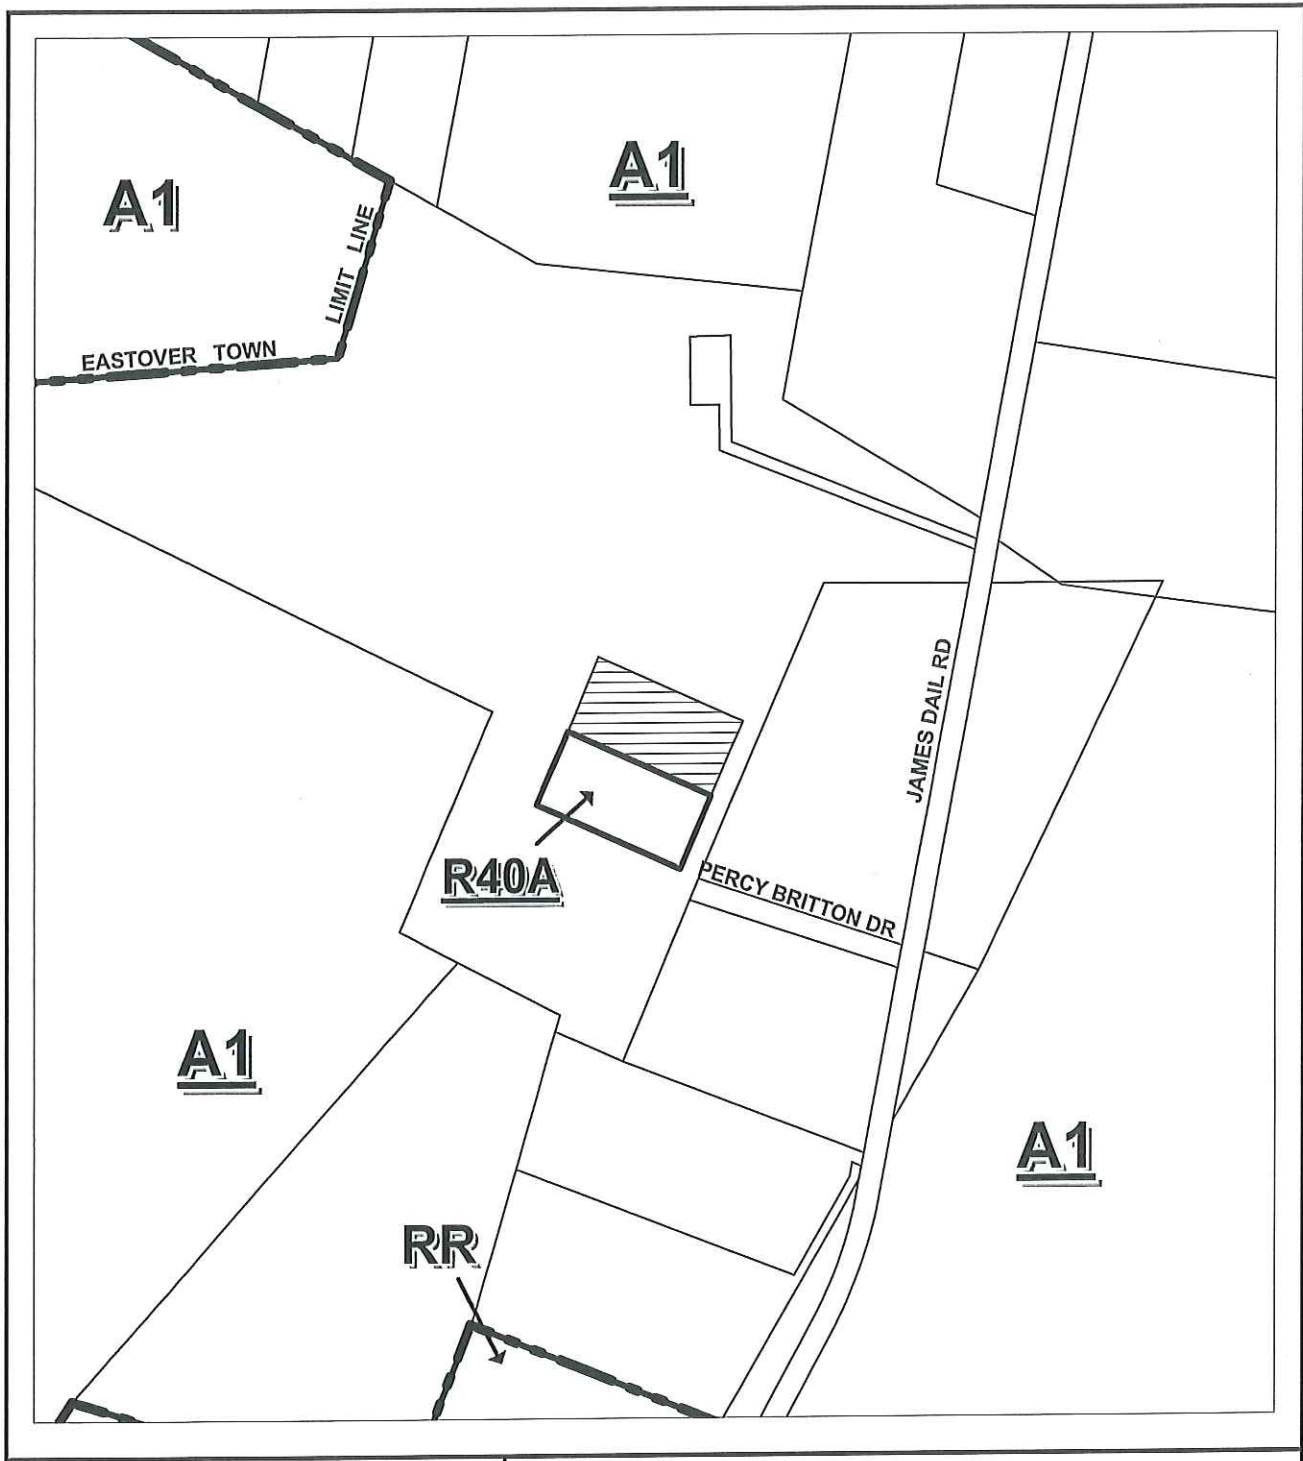 A1
A1
LIMIT LINE
EASTOVER TOWN
JAMES DAIL RD
R40A
PERCY BRITTON DR
A1
A1
RR